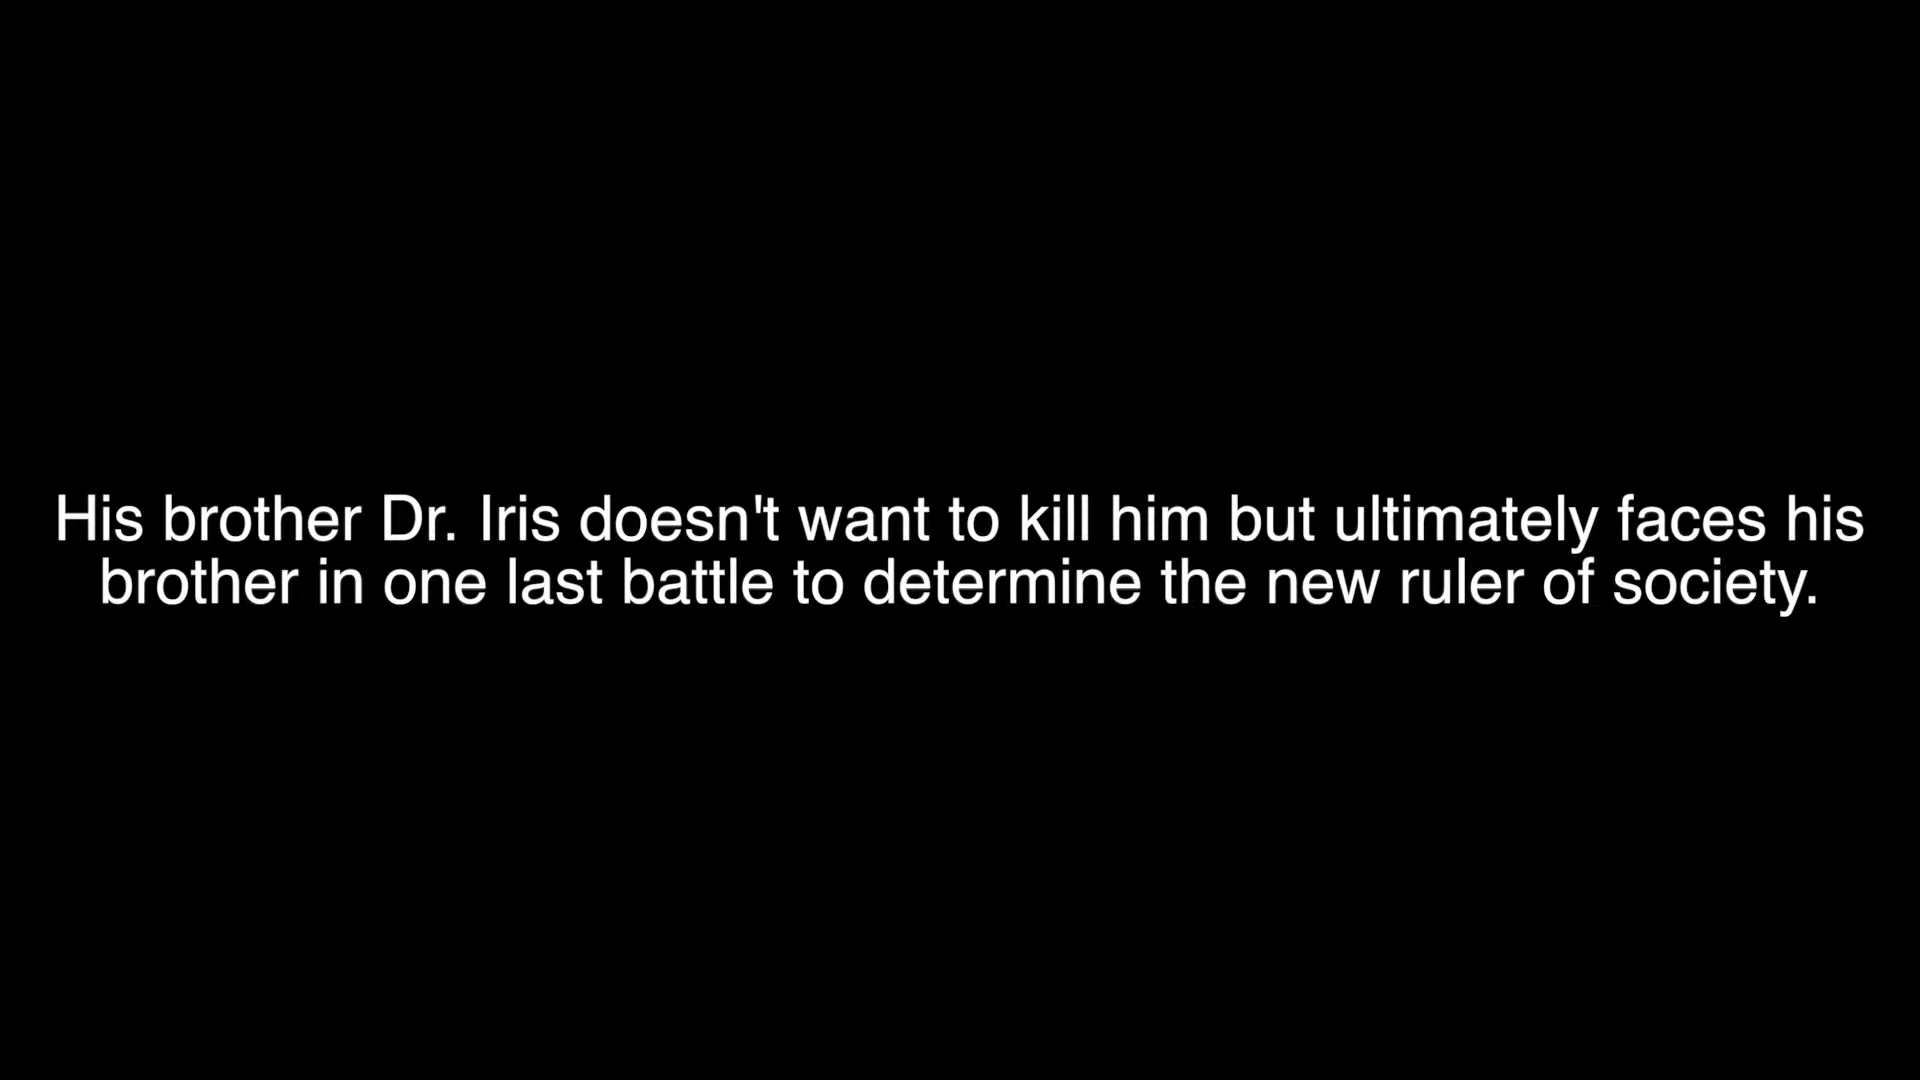 His brother Dr. Iris doesn't want to kill him but ultimately faces his
brother in one last battle to determine the new ruler of society.